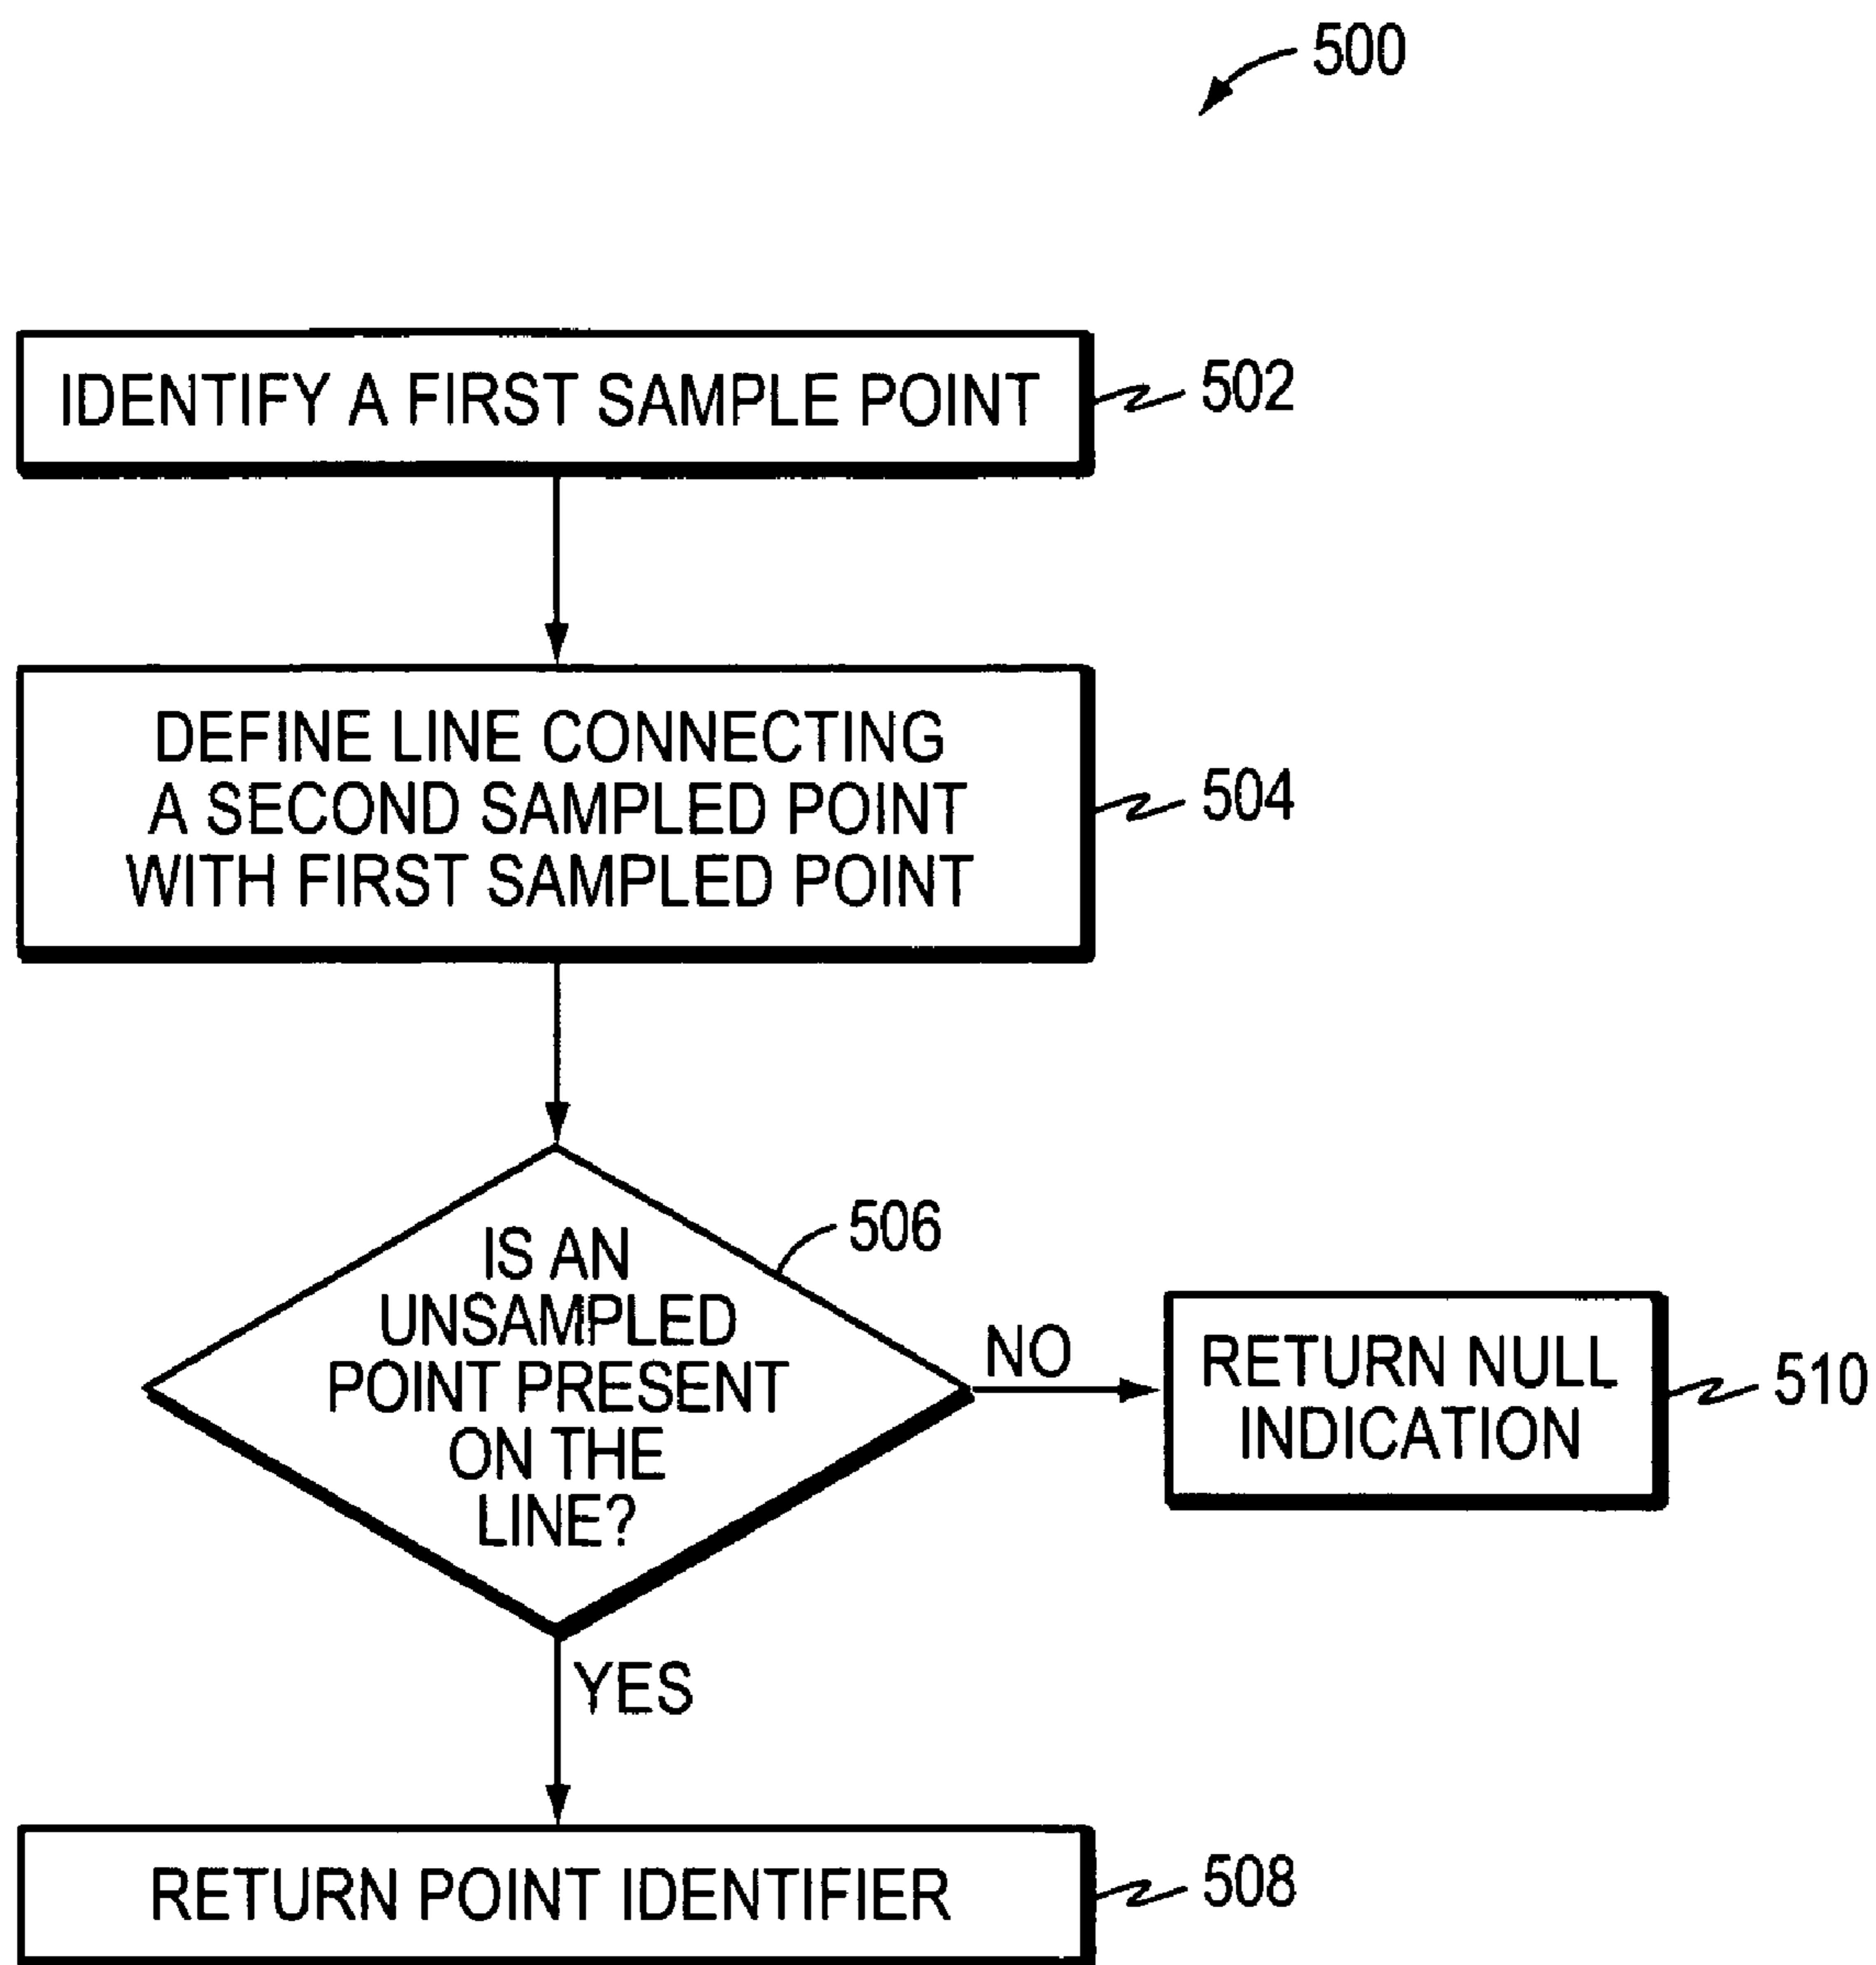 500
IDENTIFY A FIRST SAMPLE POINT
502
DEFINE LINE CONNECTING
A SECOND SAMPLED POINT
WITH FIRST SAMPLED POINT
504
506
IS AN
UNSAMPLED
POINT PRESENT
ON THE
LINE?
NO
RETURN NULL
INDICATION
510
YES
RETURN POINT IDENTIFIER
508